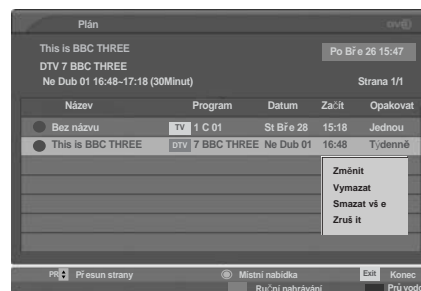 Plán
This is BBC THREE
Po Bře 26 15:47
DTV 7 BBC THREE
Ne Dub 01 16:48~17:18 (30Minut)
Strana 1/1
Název Program Datum Začít Opakovat
Bez názvu TV 1 C 01 St Bře 28 15:18 Jednou
This is BBC THREE DTV 7 BBC THREE Ne Dub 01 16:48 Týdenně
Změnit
Vymazat
Smazat vš e
Zruš it
PR Př esun strany Místní nabídka Exit Konec
Ruční nahrávání